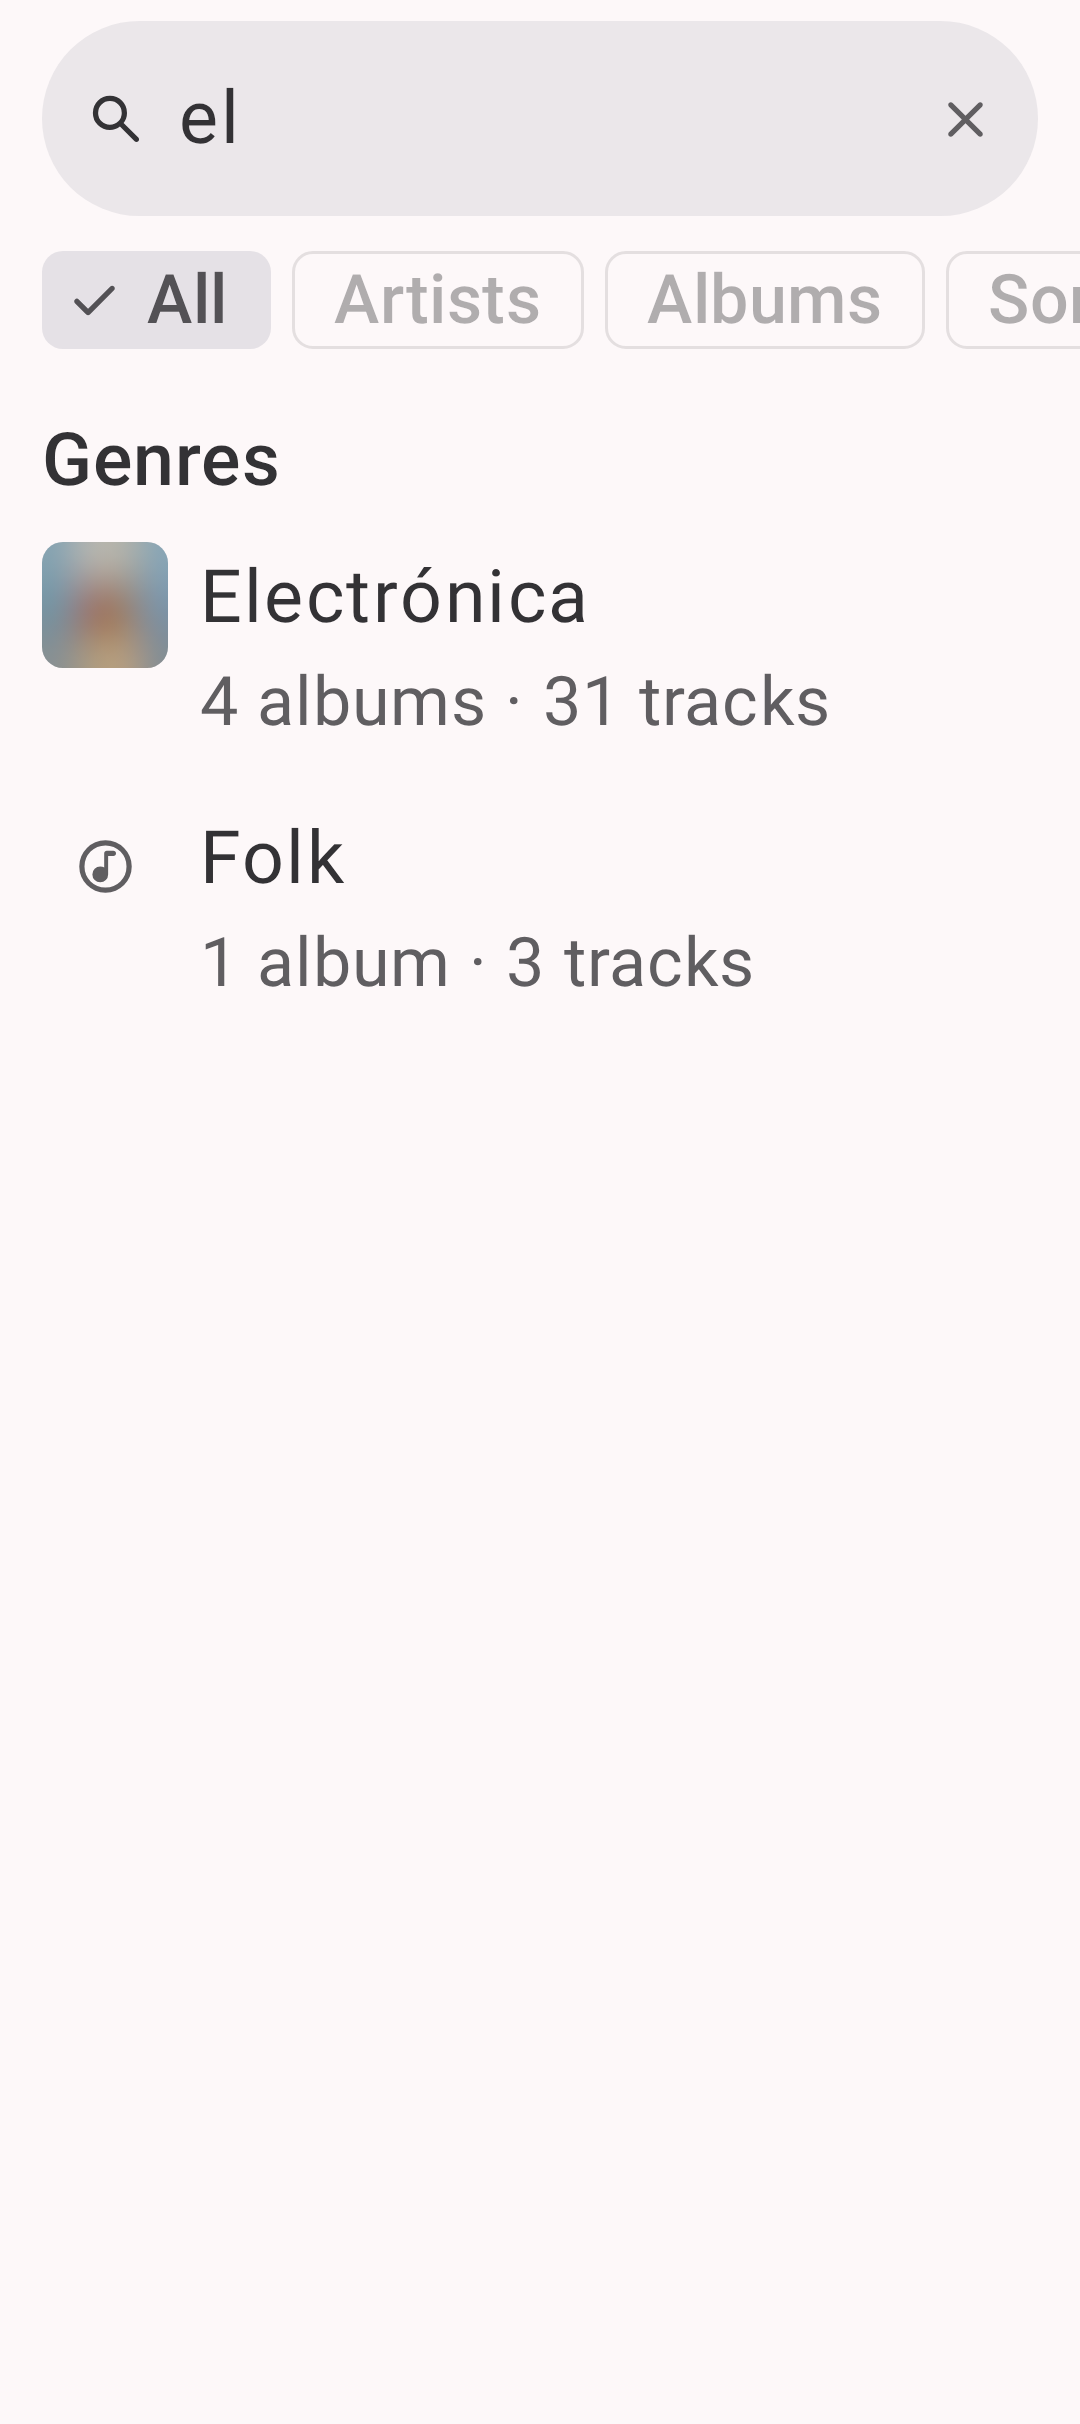 el
All
Artists
Albums
Genres
Electrónica
4 albums · 31 tracks
Folk
1 album · 3 tracks